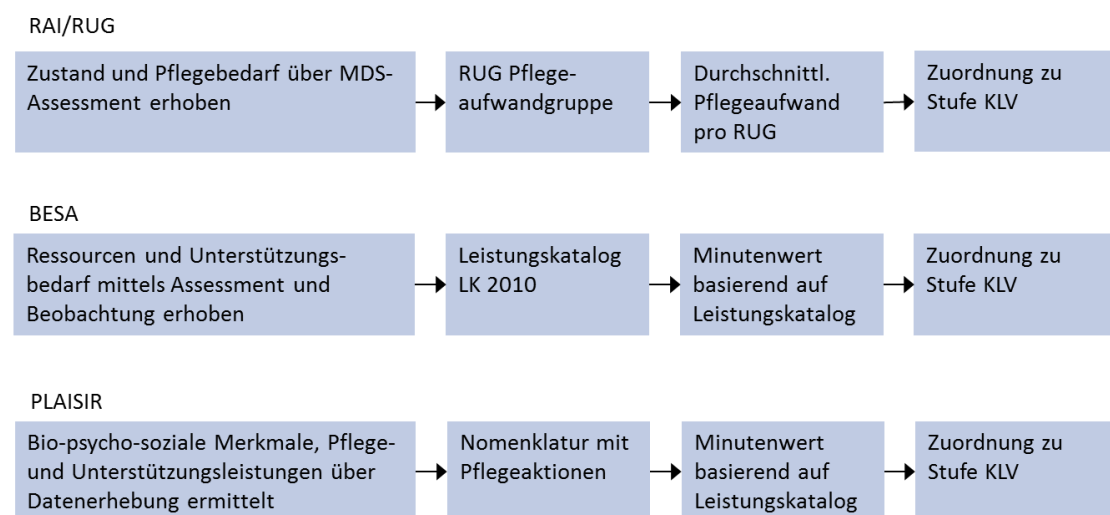 RAI/RUG
Zustand und Pflegebedarf über MDS-
Assessment erhoben
RUG Pflege-
aufwandgruppe
Durchschnittl.
Pflegeaufwand
pro RUG
Zuordnung zu
Stufe KLV
BESA
Ressourcen und Unterstützungs-
bedarf mittels Assessment und
Beobachtung erhoben
Leistungskatalog
LK 2010
Minutenwert
basierend auf
Leistungskatalog
Zuordnung zu
Stufe KLV
PLAISIR
Bio-psycho-soziale Merkmale, Pflege-
und Unterstützungsleistungen über
Datenerhebung ermittelt
Nomenklatur mit
Pflegeaktionen
Minutenwert
basierend auf
Leistungskatalog
Zuordnung zu
Stufe KLV